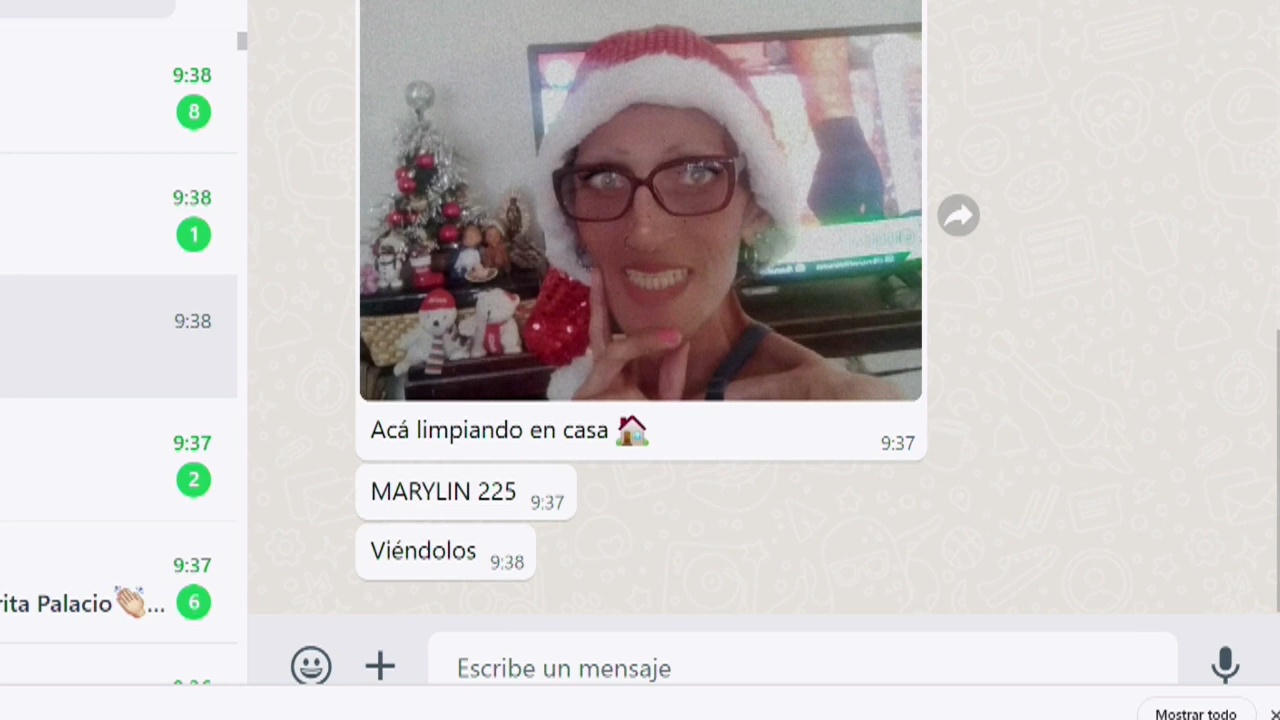 9:38
8
9:38
1
9:38
9:37
2
9:37
rita Palacio👏🏼... 6
Acá limpiando en casa 🏠
9:37
MARYLIN 225 9:37
Viéndolos 9:38
Escribe un mensaje
Mostrar todo